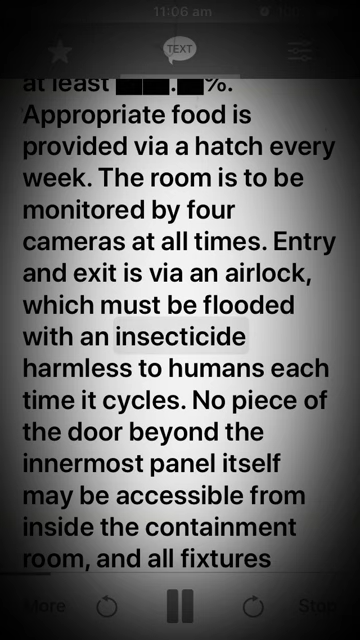 11:06 am
TEXT
at least ██.█%.
Appropriate food is
provided via a hatch every
week. The room is to be
monitored by four
cameras at all times. Entry
and exit is via an airlock,
which must be flooded
with an insecticide
harmless to humans each
time it cycles. No piece of
the door beyond the
innermost panel itself
may be accessible from
inside the containment
room, and all fixtures
More Stop